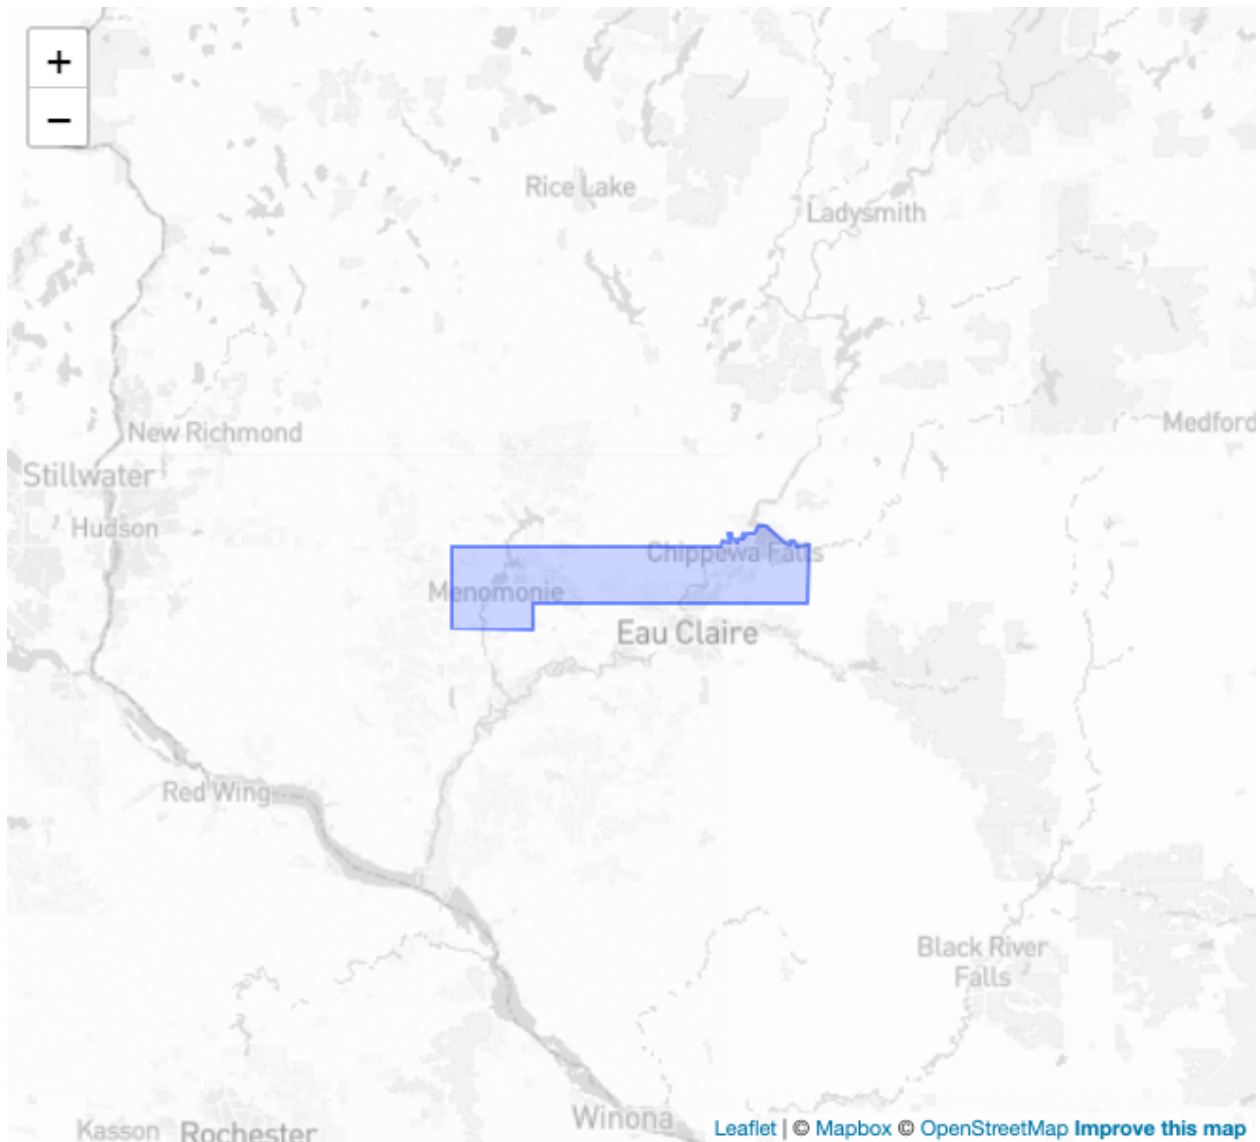 +
−
Rice Lake
Ladysmith
New Richmond
Medford
Stillwater
Hudson
Chippewa Falls
Menomonie
Eau Claire
Red Wing
Black River
Falls
Winona
Kasson
Rochester
Leaflet | © Mapbox © OpenStreetMap Improve this map